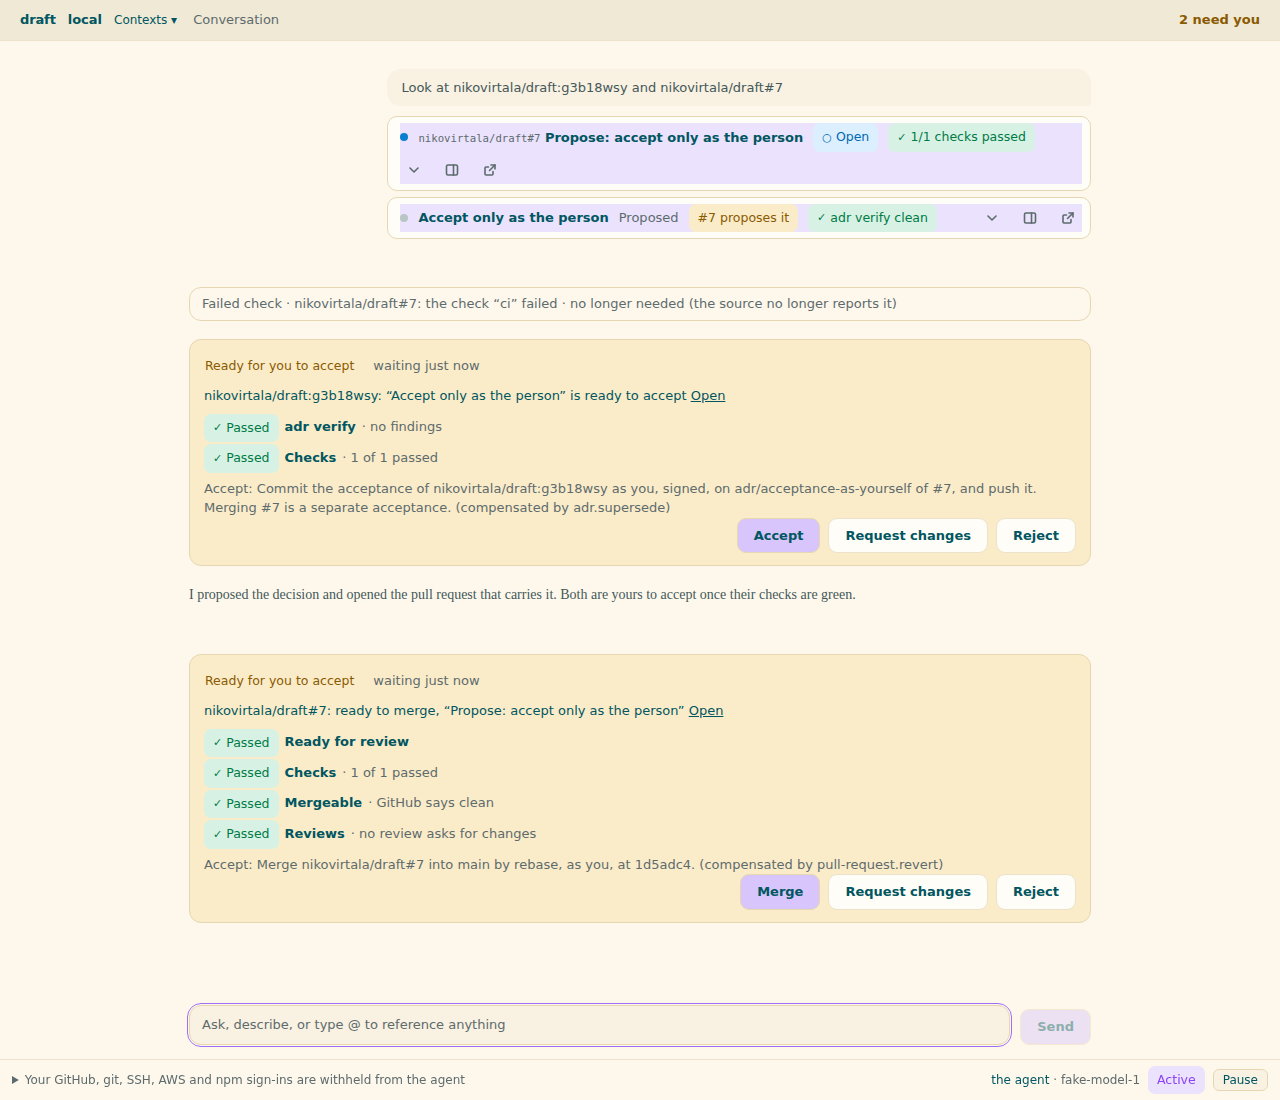 draft local Contexts ▾ Conversation 2 need you
Look at nikovirtala/draft:g3b18wsy and nikovirtala/draft#7
nikovirtala/draft#7 Propose: accept only as the person ○ Open ✓ 1/1 checks passed
Accept only as the person Proposed #7 proposes it ✓ adr verify clean
Failed check · nikovirtala/draft#7: the check “ci” failed · no longer needed (the source no longer reports it)
Ready for you to accept waiting just now
nikovirtala/draft:g3b18wsy: “Accept only as the person” is ready to accept Open
✓ Passed adr verify · no findings
✓ Passed Checks · 1 of 1 passed
Accept: Commit the acceptance of nikovirtala/draft:g3b18wsy as you, signed, on adr/acceptance-as-yourself of #7, and push it.
Merging #7 is a separate acceptance. (compensated by adr.supersede)
Accept Request changes Reject
I proposed the decision and opened the pull request that carries it. Both are yours to accept once their checks are green.
Ready for you to accept waiting just now
nikovirtala/draft#7: ready to merge, “Propose: accept only as the person” Open
✓ Passed Ready for review
✓ Passed Checks · 1 of 1 passed
✓ Passed Mergeable · GitHub says clean
✓ Passed Reviews · no review asks for changes
Accept: Merge nikovirtala/draft#7 into main by rebase, as you, at 1d5adc4. (compensated by pull-request.revert)
Merge Request changes Reject
Ask, describe, or type @ to reference anything Send
▶ Your GitHub, git, SSH, AWS and npm sign-ins are withheld from the agent the agent · fake-model-1 Active Pause